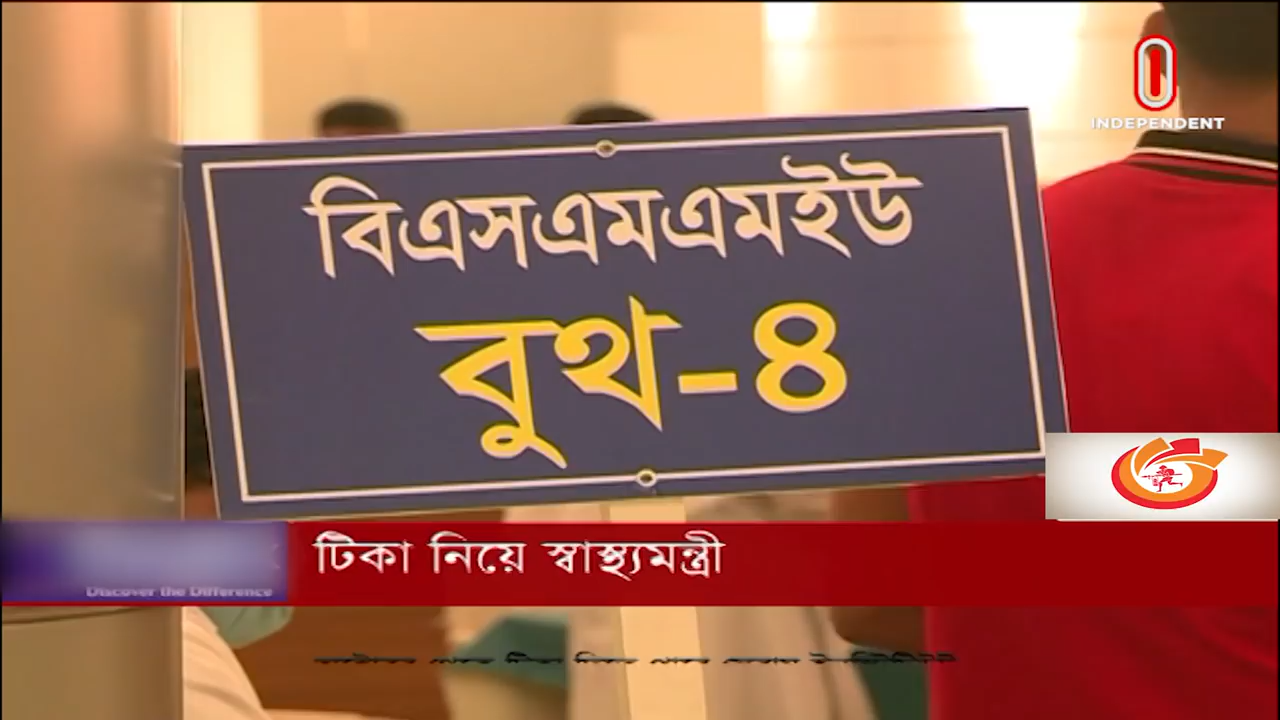 INDEPENDENT
বিএসএমএমইউ
বুথ-৪
টিকা নিয়ে স্বাস্থ্যমন্ত্রী
Discover the Difference